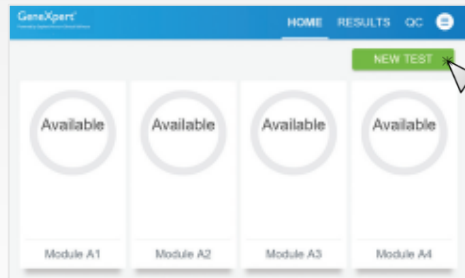 GeneXpert®
HOME RESULTS QC
NEW TEST
Available Available Available Available
Module A1 Module A2 Module A3 Module A4